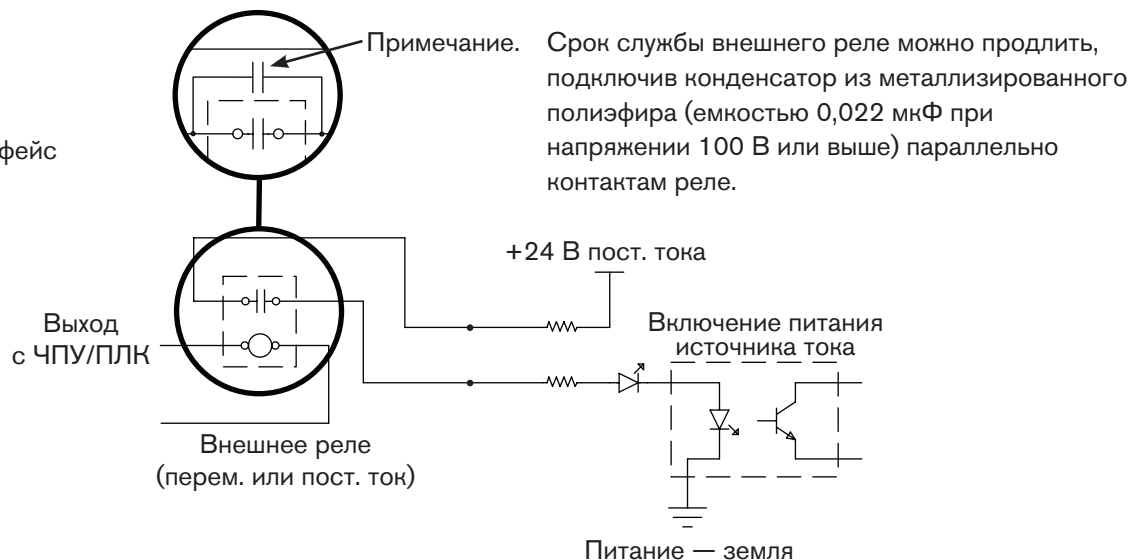 Примечание.
Срок службы внешнего реле можно продлить,
подключив конденсатор из металлизированного
полиэфира (емкостью 0,022 мкФ при
напряжении 100 В или выше) параллельно
контактам реле.
фейс
+24 В пост. тока
Выход
с ЧПУ/ПЛК
Включение питания
источника тока
Внешнее реле
(перем. или пост. ток)
Питание — земля